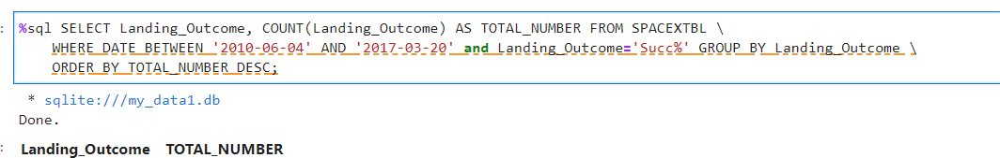 : %sql SELECT Landing_Outcome, COUNT(Landing_Outcome) AS TOTAL_NUMBER FROM SPACEXTBL \
WHERE DATE BETWEEN '2010-06-04' AND '2017-03-20' and Landing_Outcome='Succ%' GROUP BY Landing_Outcome \
ORDER BY TOTAL_NUMBER DESC;
* sqlite:///my_data1.db
Done.
: Landing_Outcome TOTAL_NUMBER